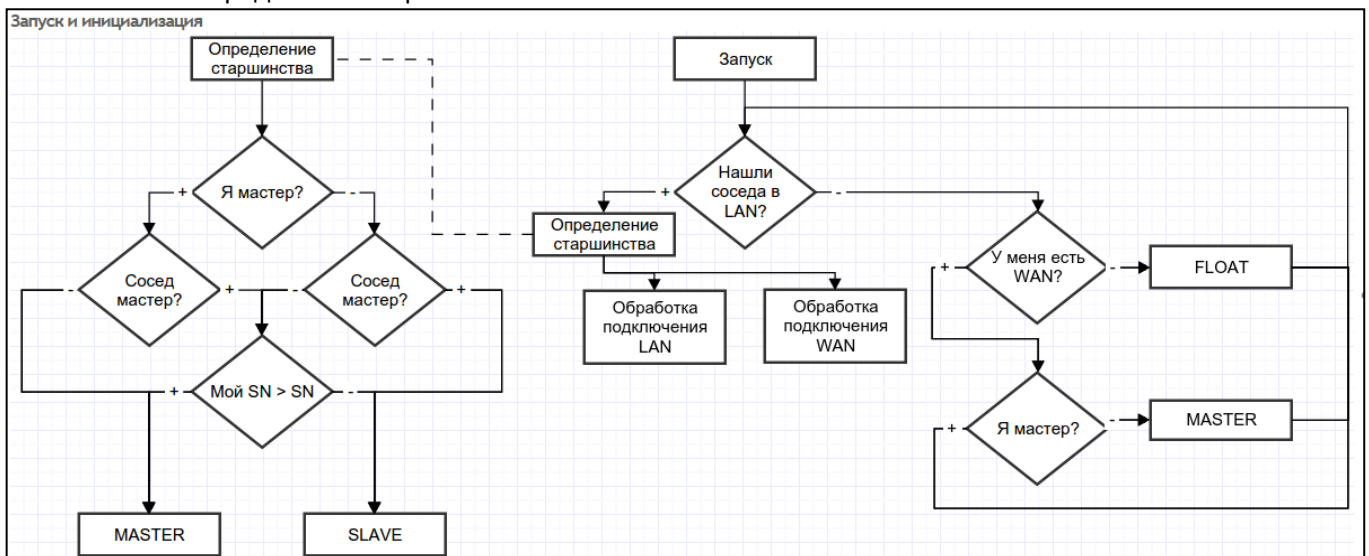 Запуск и инициализация
Определение
старшинства
Запуск
Я мастер?
+
-
Нашли
соседа в
LAN?
+
-
Определение
старшинства
Сосед
мастер?
-
+
Сосед
мастер?
-
+
У меня есть
WAN?
+
-
FLOAT
Обработка
подключения
LAN
Обработка
подключения
WAN
Мой SN > SN
+
-
Я мастер?
+
-
MASTER
MASTER
SLAVE